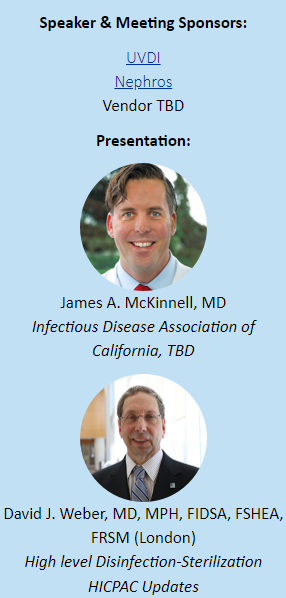 Speaker & Meeting Sponsors:
UVDI
Nephros
Vendor TBD
Presentation:
James A. McKinnell, MD
Infectious Disease Association of
California, TBD
David J. Weber, MD, MPH, FIDSA, FSHEA,
FRSM (London)
High level Disinfection-Sterilization
HICPAC Updates